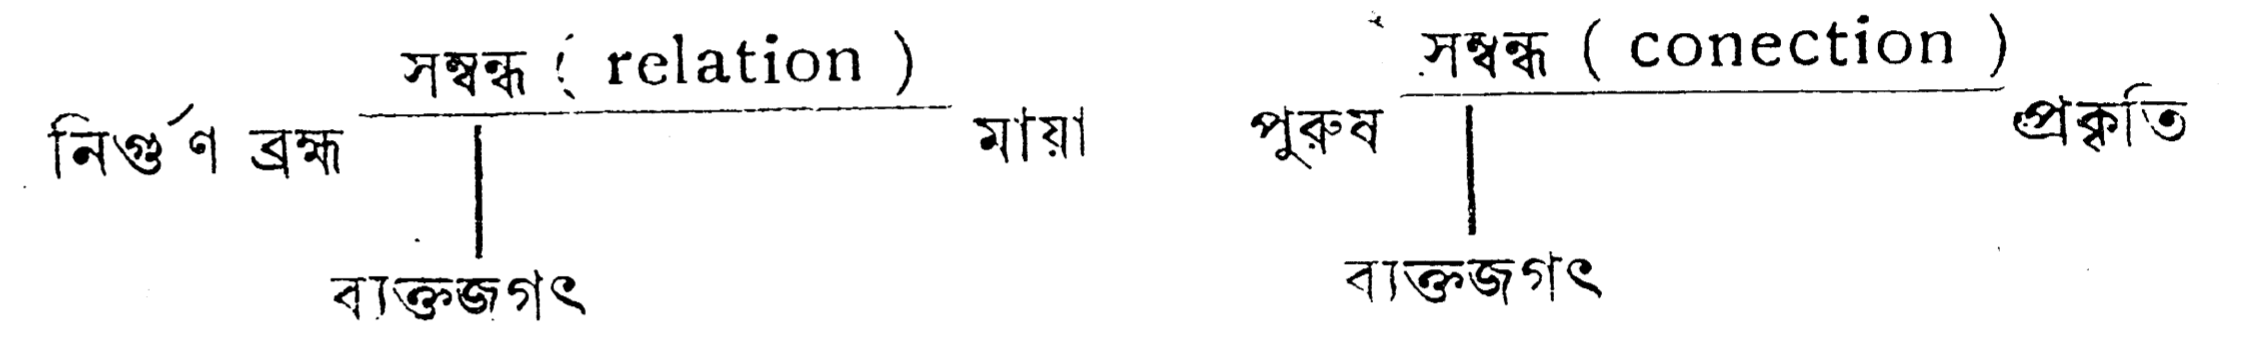 সম্বন্ধ ( relation )
নির্গুণ ব্রহ্ম মায়া
ব্যক্তজগৎ
সম্বন্ধ ( conection )
পুরুষ প্রকৃতি
ব্যক্তজগৎ